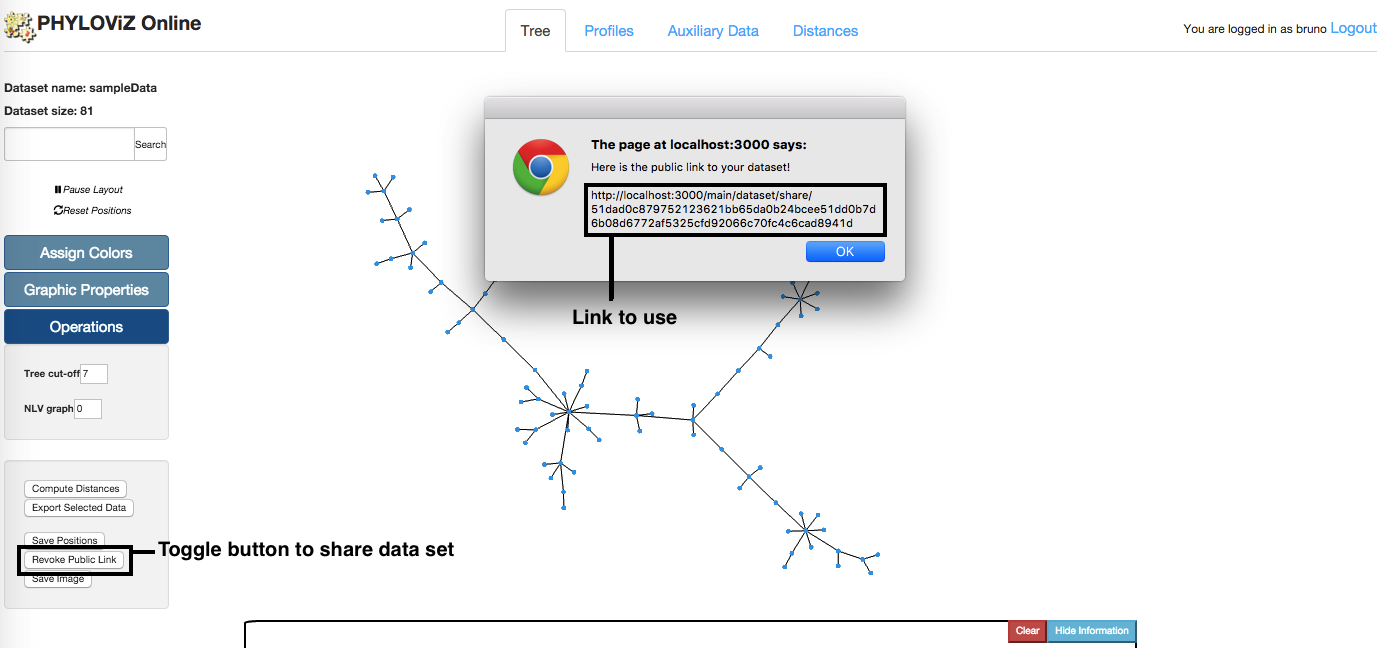 PHYLOViZ Online
Tree
Profiles
Auxiliary Data
Distances
You are logged in as bruno Logout
Dataset name: sampleData
Dataset size: 81
Search
Pause Layout
Reset Positions
Assign Colors
Graphic Properties
Operations
Tree cut-off 7
NLV graph 0
Compute Distances
Export Selected Data
Save Positions
Revoke Public Link
Save Image
Toggle button to share data set
The page at localhost:3000 says:
Here is the public link to your dataset!
http://localhost:3000/main/dataset/share/
51dad0c879752123621bb65da0b24bcee51dd0b7d
6b08d6772af5325cfd92066c70fc4c6cad8941d
OK
Link to use
Clear
Hide Information